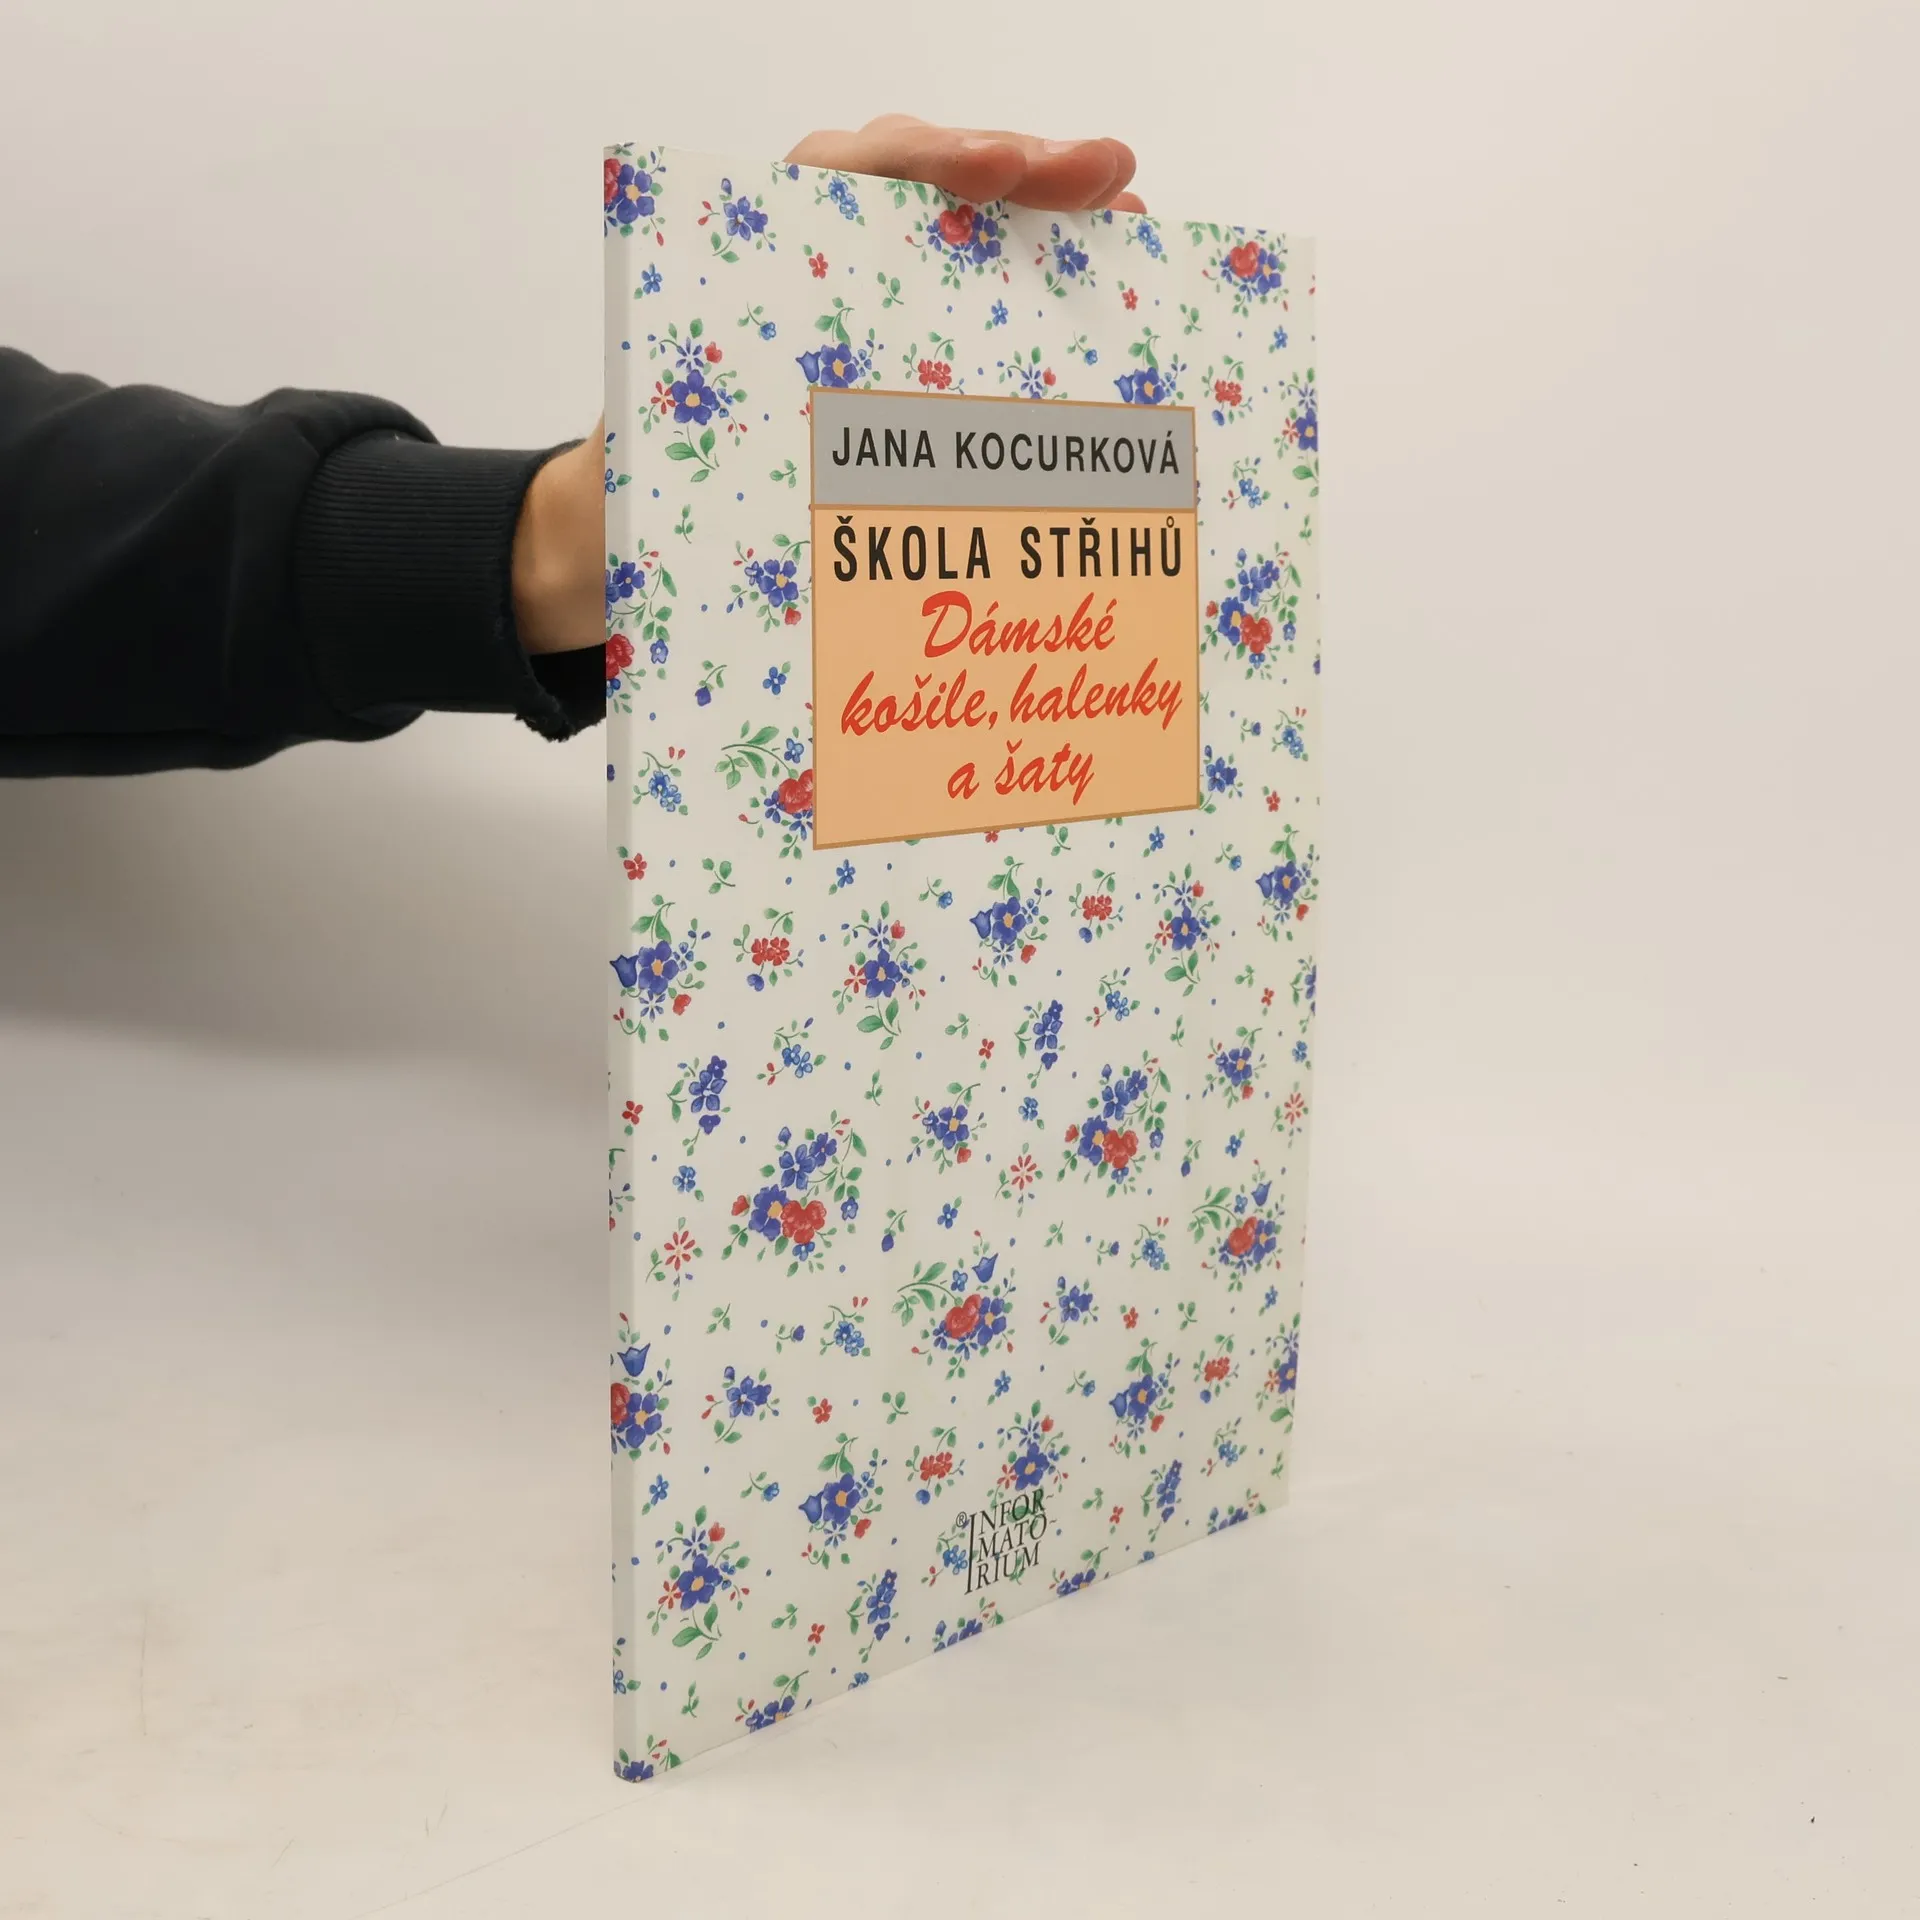 JANA KOCURKOVÁ
ŠKOLA STŘIHŮ
Dámské
košile, halenky
a šaty
®INFOR-
MATO-
RIUM